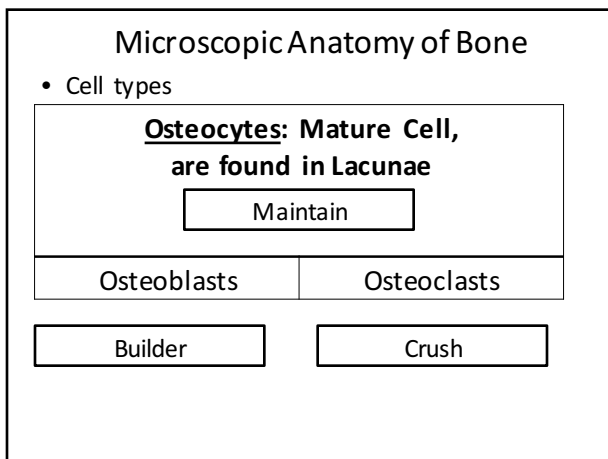 Microscopic Anatomy of Bone
• Cell types
Osteocytes: Mature Cell,
are found in Lacunae
Maintain
Osteoblasts Osteoclasts
Builder Crush